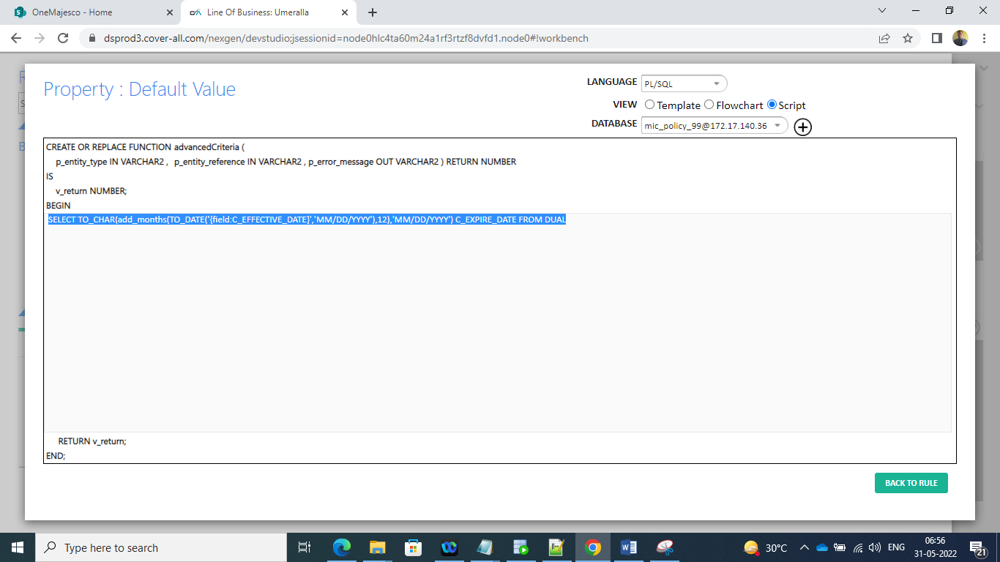 OneMajesco - Home
Line Of Business: Umeralla
dsprod3.cover-all.com/nexgen/devstudio;jsessionid=node0hlc4ta60m24a1rf3rtzf8dvfd1.node0#!workbench
Property : Default Value
LANGUAGE PL/SQL
VIEW Template Flowchart Script
DATABASE mic_policy_99@172.17.140.36
CREATE OR REPLACE FUNCTION advancedCriteria (
p_entity_type IN VARCHAR2 , p_entity_reference IN VARCHAR2 , p_error_message OUT VARCHAR2 ) RETURN NUMBER
IS
v_return NUMBER;
BEGIN
SELECT TO_CHAR(add_months(TO_DATE('{field:C_EFFECTIVE_DATE}','MM/DD/YYYY'),12),'MM/DD/YYYY') C_EXPIRE_DATE FROM DUAL
RETURN v_return;
END;
BACK TO RULE
Type here to search
30°C
ENG
06:56
31-05-2022
21